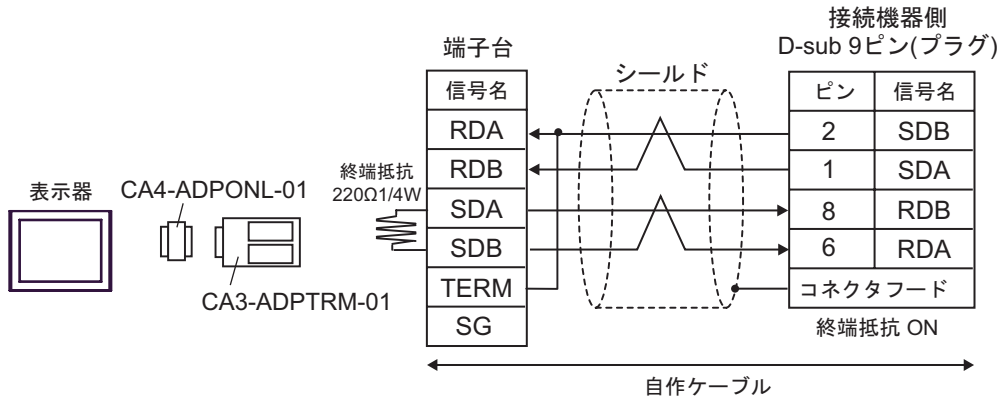 接続機器側
D-sub 9ピン(プラグ)
端子台
シールド
信号名
RDA
RDB
SDA
SDB
TERM
SG
ピン 信号名
2 SDB
1 SDA
8 RDB
6 RDA
コネクタフード
終端抵抗 ON
終端抵抗
220Ω1/4W
表示器
CA4-ADPONL-01
CA3-ADPTRM-01
自作ケーブル